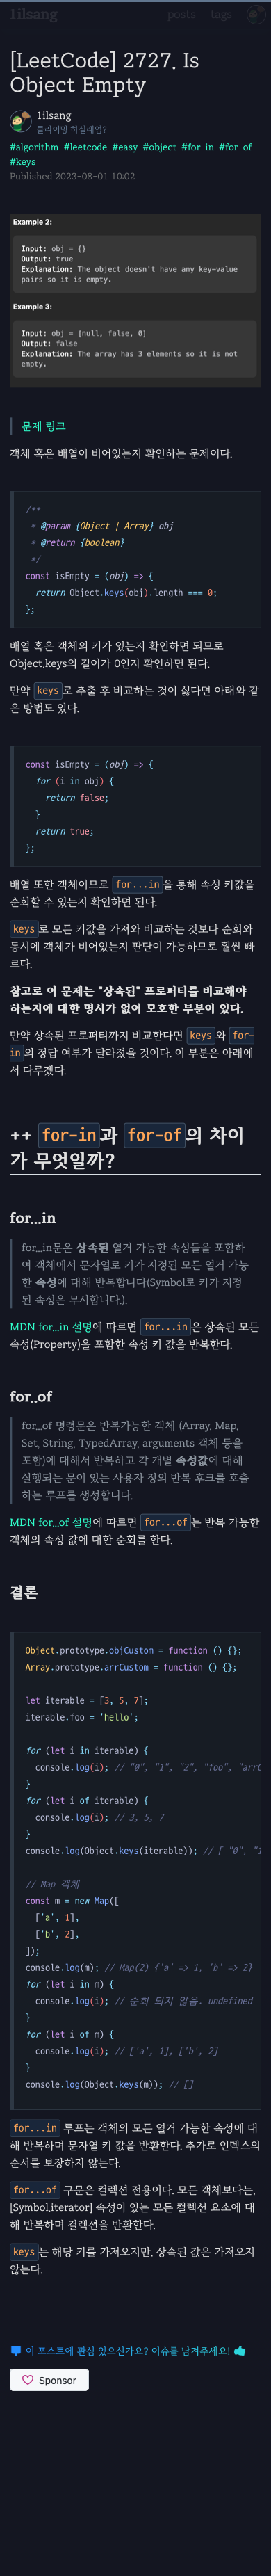 1ilsang
posts tags
[LeetCode] 2727. Is
Object Empty
1ilsang
클라이밍 하실래염?
#algorithm #leetcode #easy #object #for-in #for-of
#keys
Published 2023-08-01 10:02
Example 2:
Input: obj = {}
Output: true
Explanation: The object doesn't have any key-value
pairs so it is empty.
Example 3:
Input: obj = [null, false, 0]
Output: false
Explanation: The array has 3 elements so it is not
empty.
문제 링크
객체 혹은 배열이 비어있는지 확인하는 문제이다.
/**
* @param {Object | Array} obj
* @return {boolean}
*/
const isEmpty = (obj) => {
return Object.keys(obj).length === 0;
};
배열 혹은 객체의 키가 있는지 확인하면 되므로
Object.keys의 길이가 0인지 확인하면 된다.
만약 keys로 추출 후 비교하는 것이 싫다면 아래와 같
은 방법도 있다.
const isEmpty = (obj) => {
for (i in obj) {
return false;
}
return true;
};
배열 또한 객체이므로 for...in을 통해 속성 키값을
순회할 수 있는지 확인하면 된다.
keys로 모든 키값을 가져와 비교하는 것보다 순회와
동시에 객체가 비어있는지 판단이 가능하므로 훨씬 빠
르다.
참고로 이 문제는 "상속된" 프로퍼티를 비교해야
하는지에 대한 명시가 없어 모호한 부분이 있다.
만약 상속된 프로퍼티까지 비교한다면 keys와 for-
in의 정답 여부가 달라졌을 것이다. 이 부분은 아래에
서 다루겠다.
++ for-in과 for-of의 차이
가 무엇일까?
for...in
for...in문은 상속된 열거 가능한 속성들을 포함하
여 객체에서 문자열로 키가 지정된 모든 열거 가능
한 속성에 대해 반복합니다(Symbol로 키가 지정
된 속성은 무시합니다.).
MDN for...in 설명에 따르면 for...in은 상속된 모든
속성(Property)을 포함한 속성 키 값을 반복한다.
for..of
for...of 명령문은 반복가능한 객체 (Array, Map,
Set, String, TypedArray, arguments 객체 등을
포함)에 대해서 반복하고 각 개별 속성값에 대해
실행되는 문이 있는 사용자 정의 반복 후크를 호출
하는 루프를 생성합니다.
MDN for...of 설명에 따르면 for...of는 반복 가능한
객체의 속성 값에 대한 순회를 한다.
결론
Object.prototype.objCustom = function () {};
Array.prototype.arrCustom = function () {};
let iterable = [3, 5, 7];
iterable.foo = 'hello';
for (let i in iterable) {
console.log(i); // "0", "1", "2", "foo", "arrC
}
for (let i of iterable) {
console.log(i); // 3, 5, 7
}
console.log(Object.keys(iterable)); // [ "0", "1
// Map 객체
const m = new Map([
['a', 1],
['b', 2],
]);
console.log(m); // Map(2) {'a' => 1, 'b' => 2}
for (let i in m) {
console.log(i); // 순회 되지 않음. undefined
}
for (let i of m) {
console.log(i); // ['a', 1], ['b', 2]
}
console.log(Object.keys(m)); // []
for...in 루프는 객체의 모든 열거 가능한 속성에 대
해 반복하며 문자열 키 값을 반환한다. 추가로 인덱스의
순서를 보장하지 않는다.
for...of 구문은 컬렉션 전용이다. 모든 객체보다는,
[Symbol.iterator] 속성이 있는 모든 컬렉션 요소에 대
해 반복하며 컬렉션을 반환한다.
keys는 해당 키를 가져오지만, 상속된 값은 가져오지
않는다.
이 포스트에 관심 있으신가요? 이슈를 남겨주세요!
Sponsor